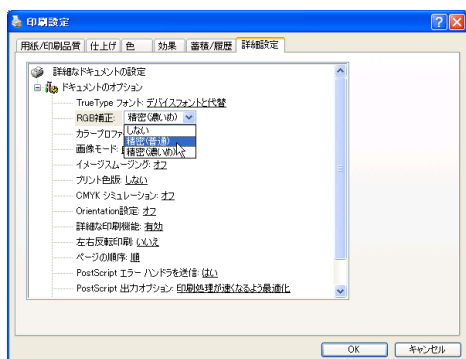 印刷設定
用紙/印刷品質 仕上げ 色 効果 蓄積/履歴 詳細設定
詳細なドキュメントの設定
ドキュメントのオプション
TrueType フォント: デバイスフォントと代替
RGB補正: 精密(濃いめ)
カラープロファ しない
精密(普通)
画像モード: 精密(濃いめ)
イメージスムージング: オフ
プリント色版: しない
CMYK シミュレーション: オフ
Orientation設定: オフ
詳細な印刷機能: 有効
左右反転印刷: いいえ
ページの順序: 順
PostScript エラー ハンドラを送信: はい
PostScript 出力オプション: 印刷処理が速くなるよう最適化
OK キャンセル